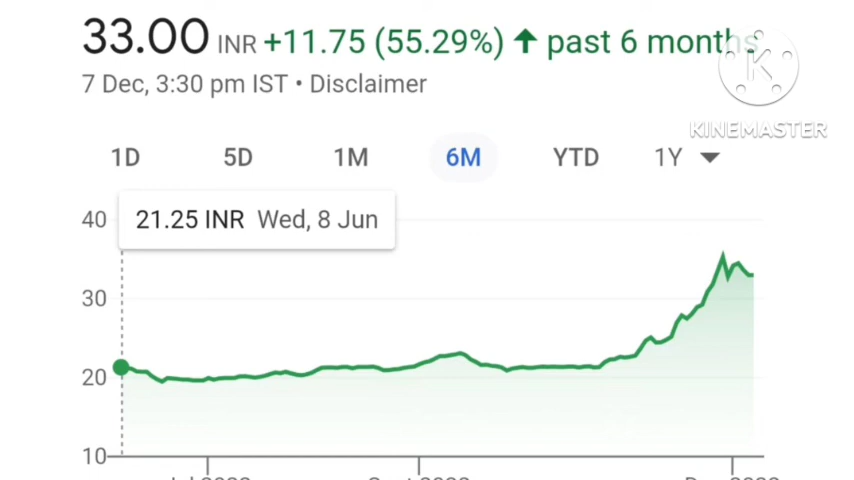 33.00 INR +11.75 (55.29%) ↑ past 6 months
7 Dec, 3:30 pm IST • Disclaimer
KINEMASTER
1D 5D 1M 6M YTD 1Y
40
21.25 INR Wed, 8 Jun
30
20
10